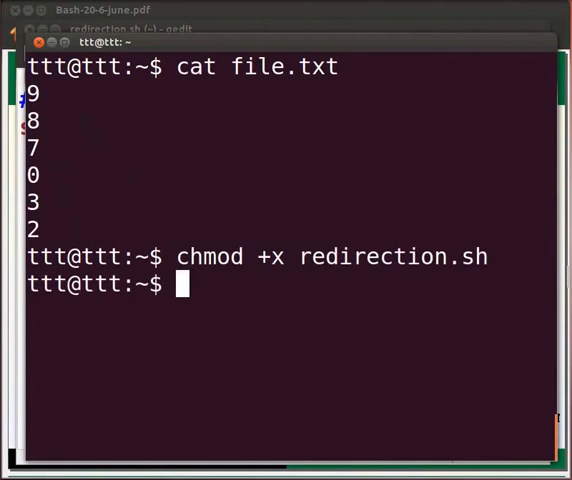 Bash-20-6-june.pdf
redirection.sh (~) - gedit
ttt@ttt: ~
ttt@ttt:~$ cat file.txt
9
8
7
0
3
2
ttt@ttt:~$ chmod +x redirection.sh
ttt@ttt:~$